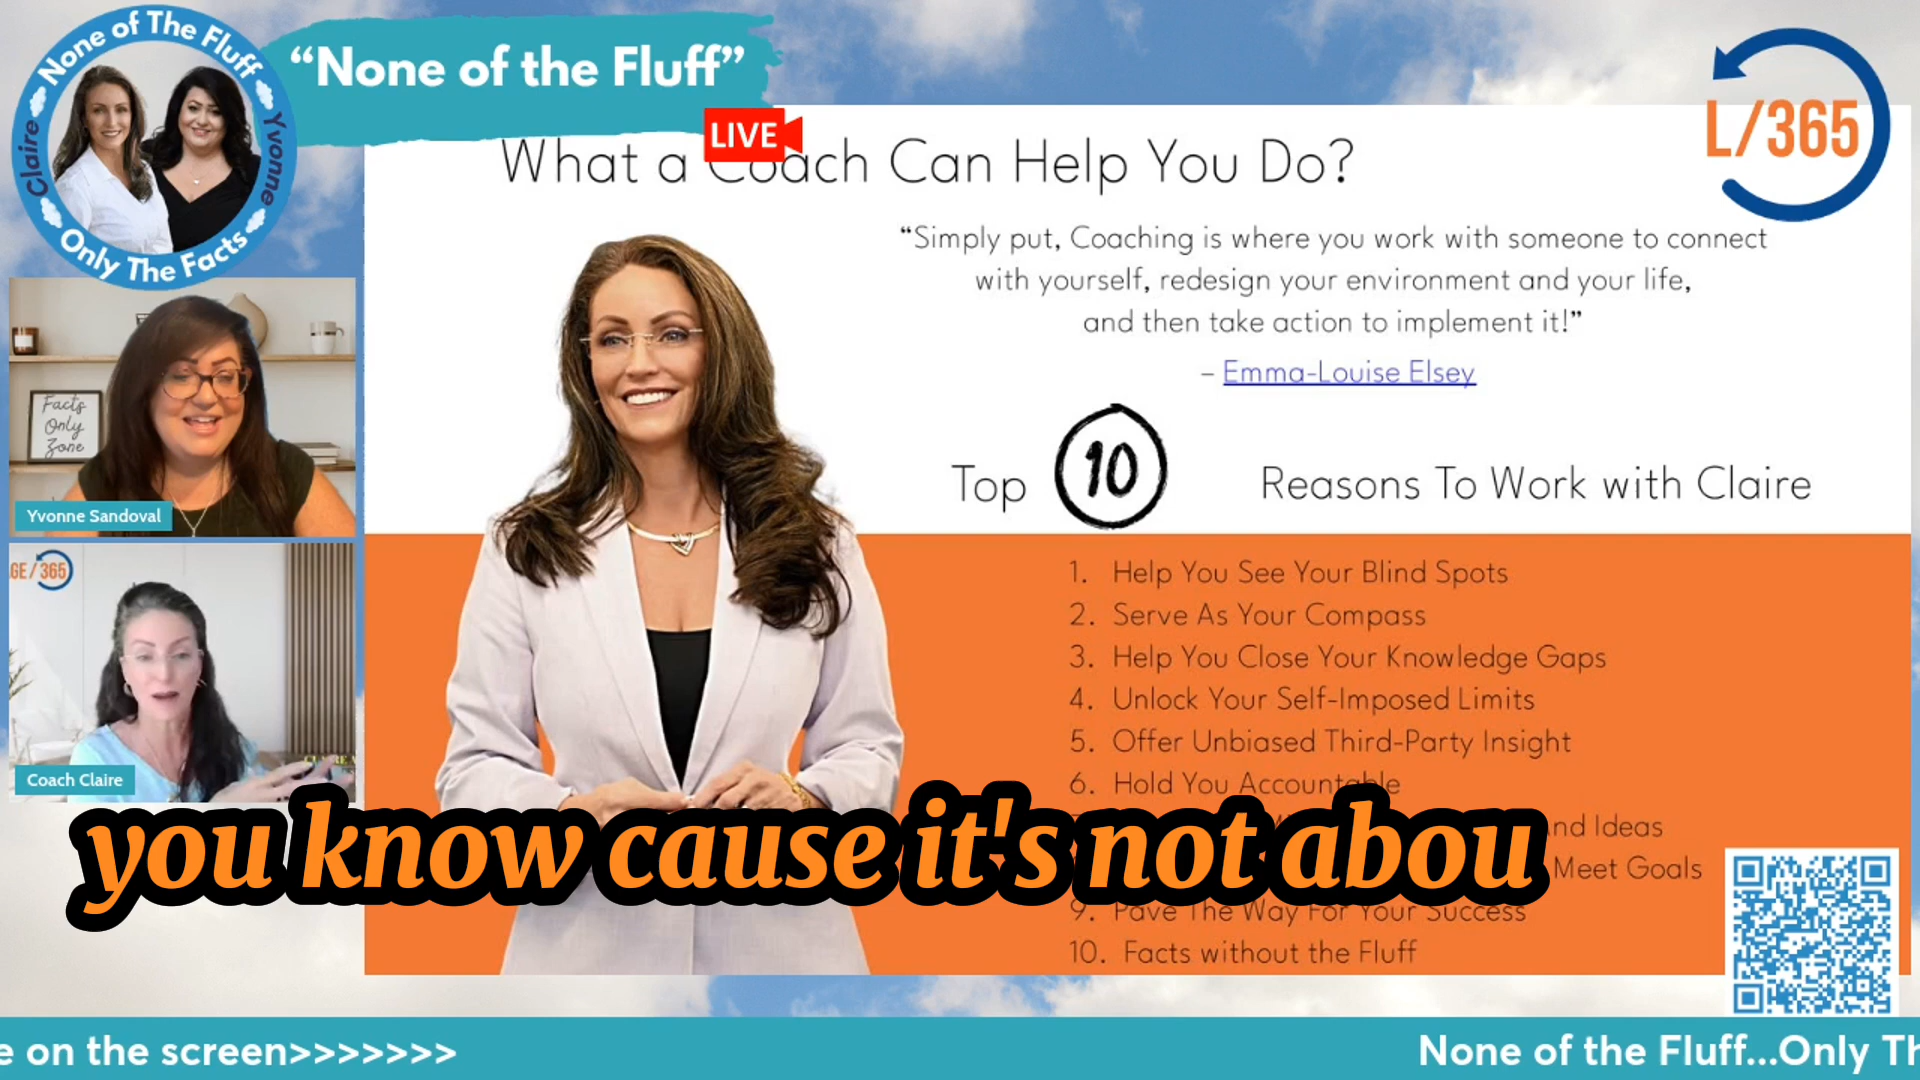 None of The Fluff
Claire
Yvonne
Only The Facts
“None of the Fluff”
LIVE
L/365
What a Coach Can Help You Do?
“Simply put, Coaching is where you work with someone to connect
with yourself, redesign your environment and your life,
and then take action to implement it!”
– Emma-Louise Elsey
Top 10 Reasons To Work with Claire
Facts
Only
Zone
Yvonne Sandoval
GE/365
Coach Claire
1. Help You See Your Blind Spots
2. Serve As Your Compass
3. Help You Close Your Knowledge Gaps
4. Unlock Your Self-Imposed Limits
5. Offer Unbiased Third-Party Insight
6. Hold You Accountable
nd Ideas
Meet Goals
9. Pave The Way For Your Success
10. Facts without the Fluff
you know cause it's not abou
e on the screen>>>>>>>
None of the Fluff...Only Th